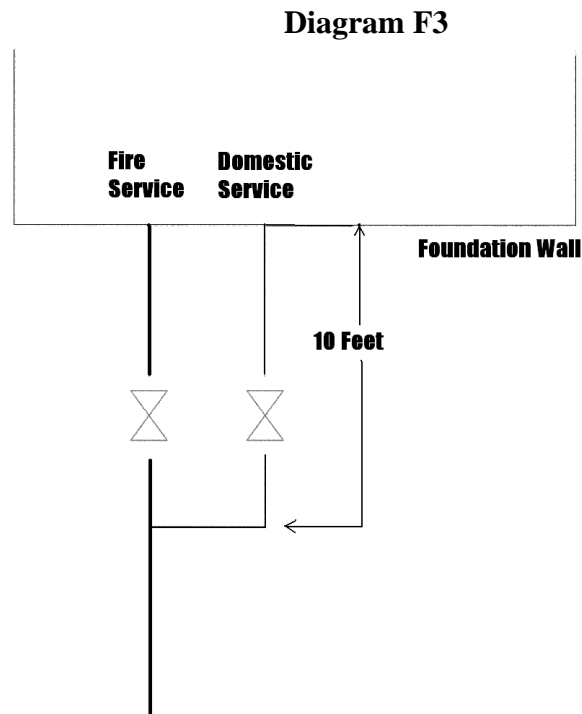 Diagram F3
Fire Domestic
Service Service
Foundation Wall
10 Feet